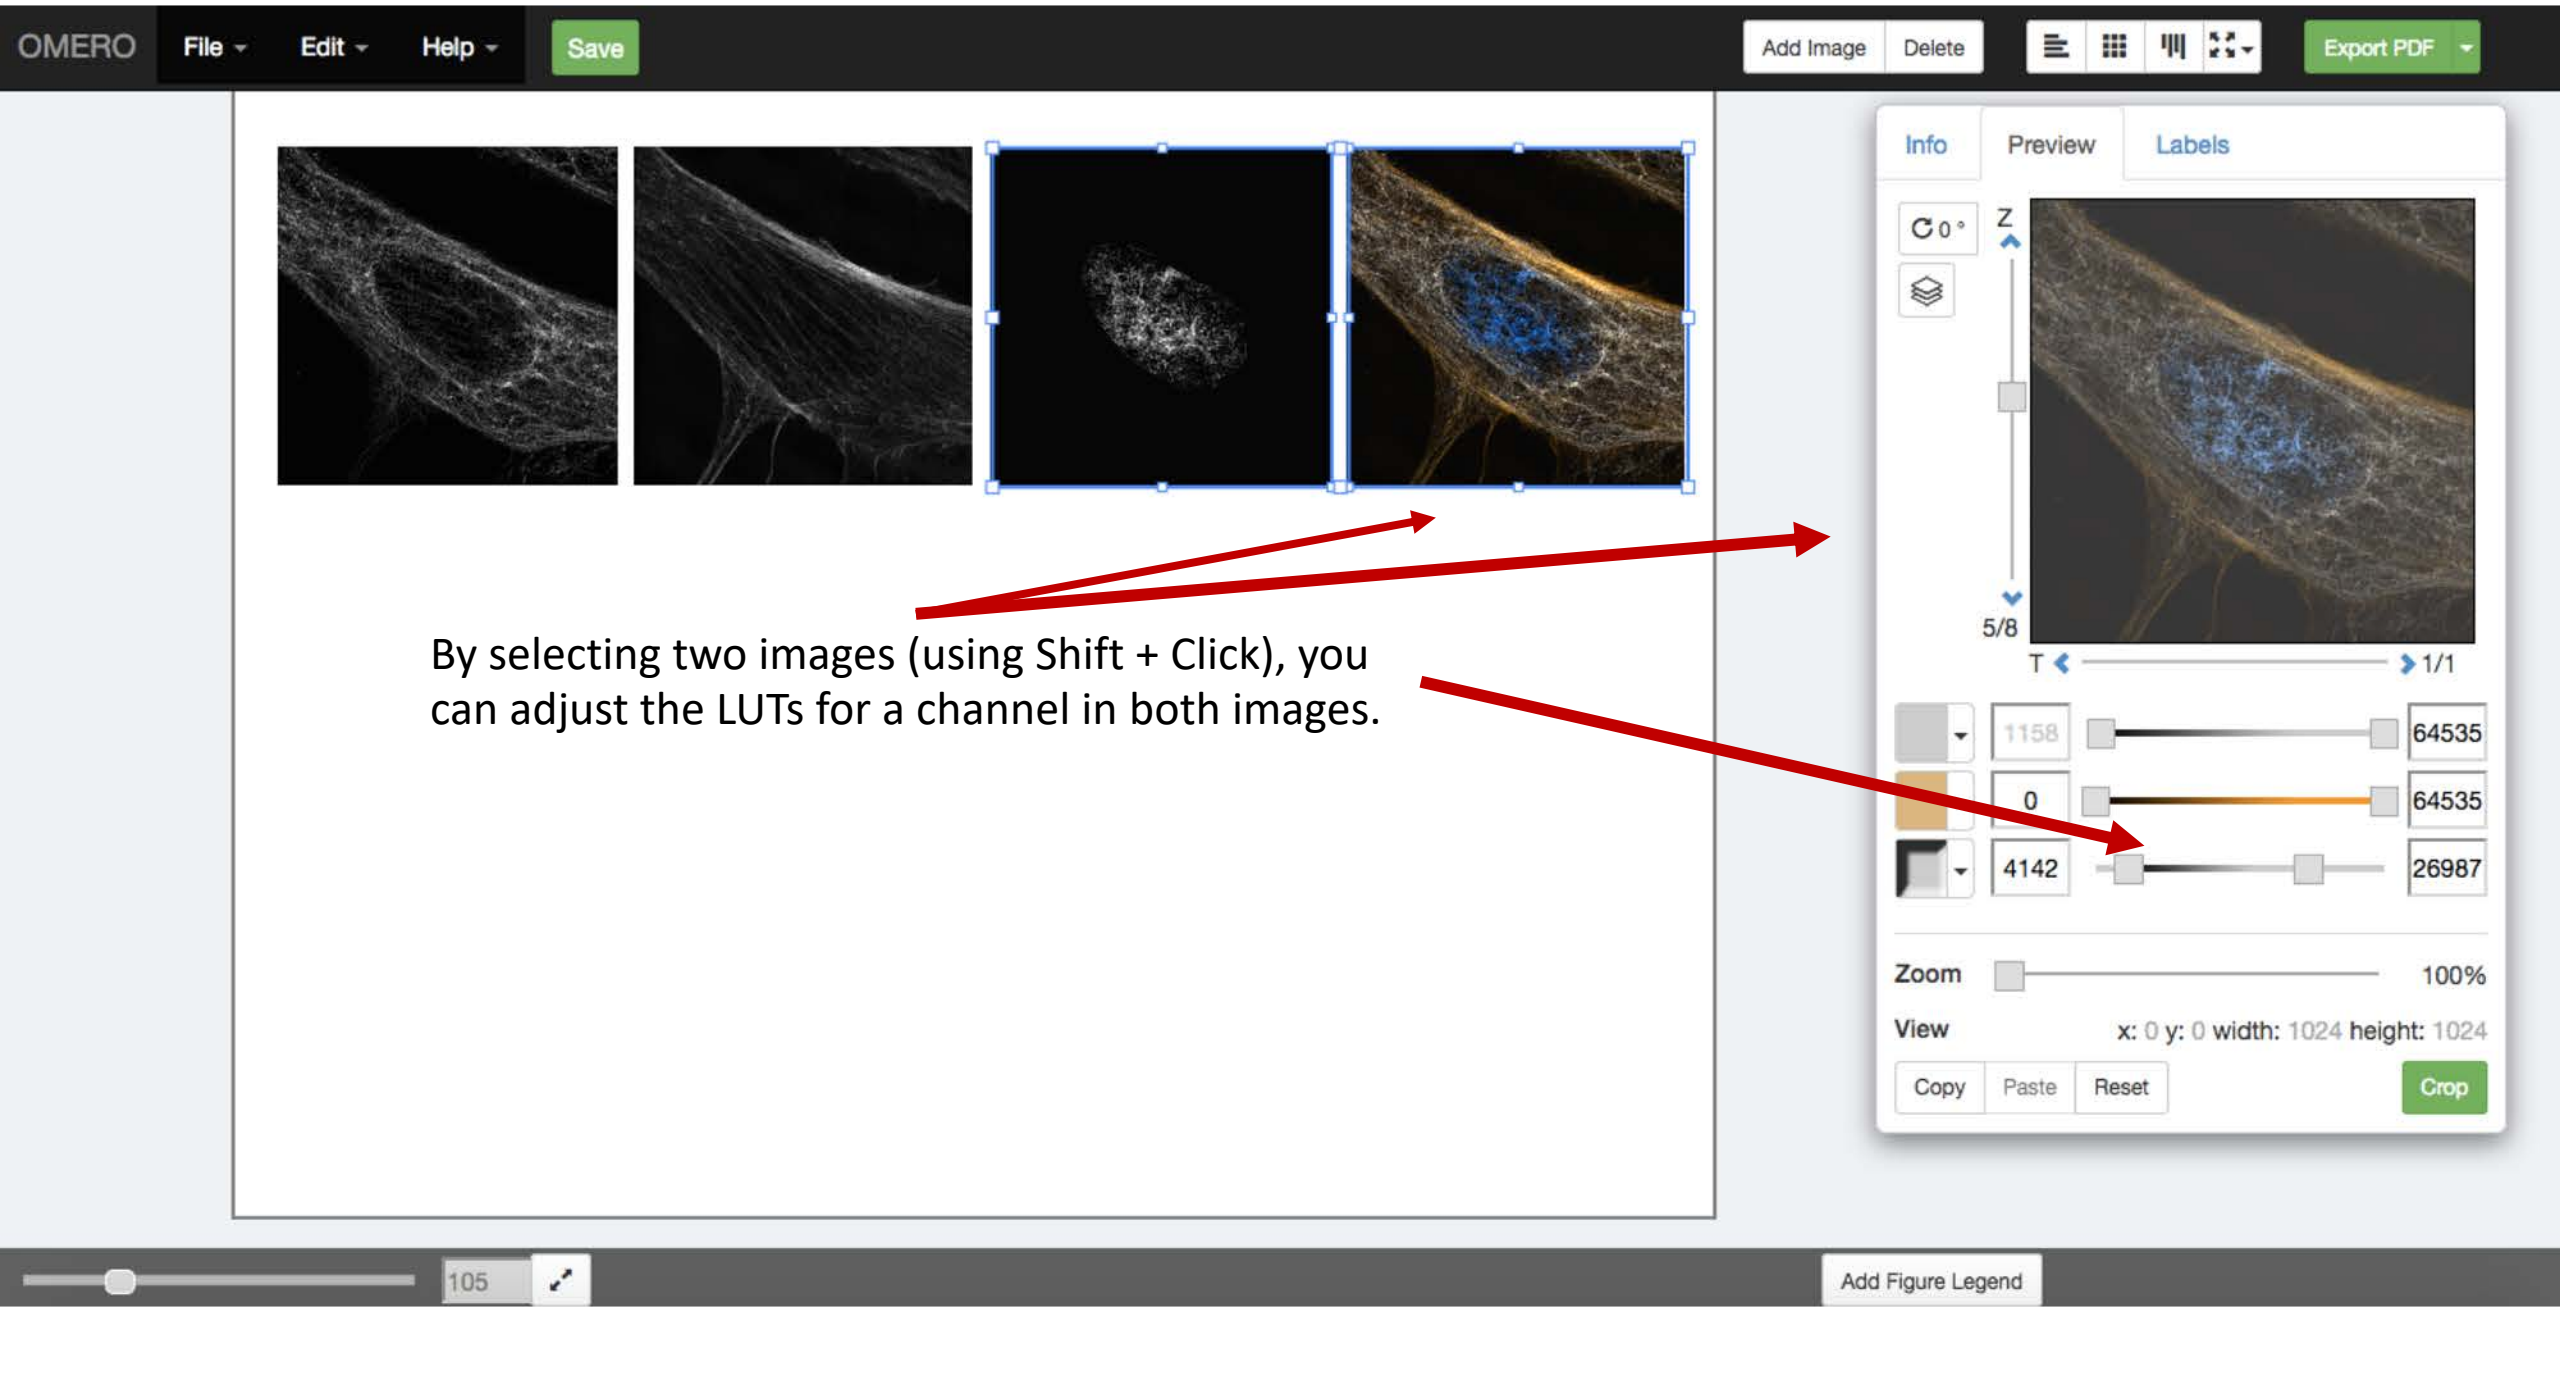 OMERO File Edit Help Save Add Image Delete Export PDF
Info Preview Labels
0 ° Z
5/8
T 1/1
By selecting two images (using Shift + Click), you
can adjust the LUTs for a channel in both images.
1158 64535
0 64535
4142 26987
Zoom 100%
View x: 0 y: 0 width: 1024 height: 1024
Copy Paste Reset Crop
105 Add Figure Legend